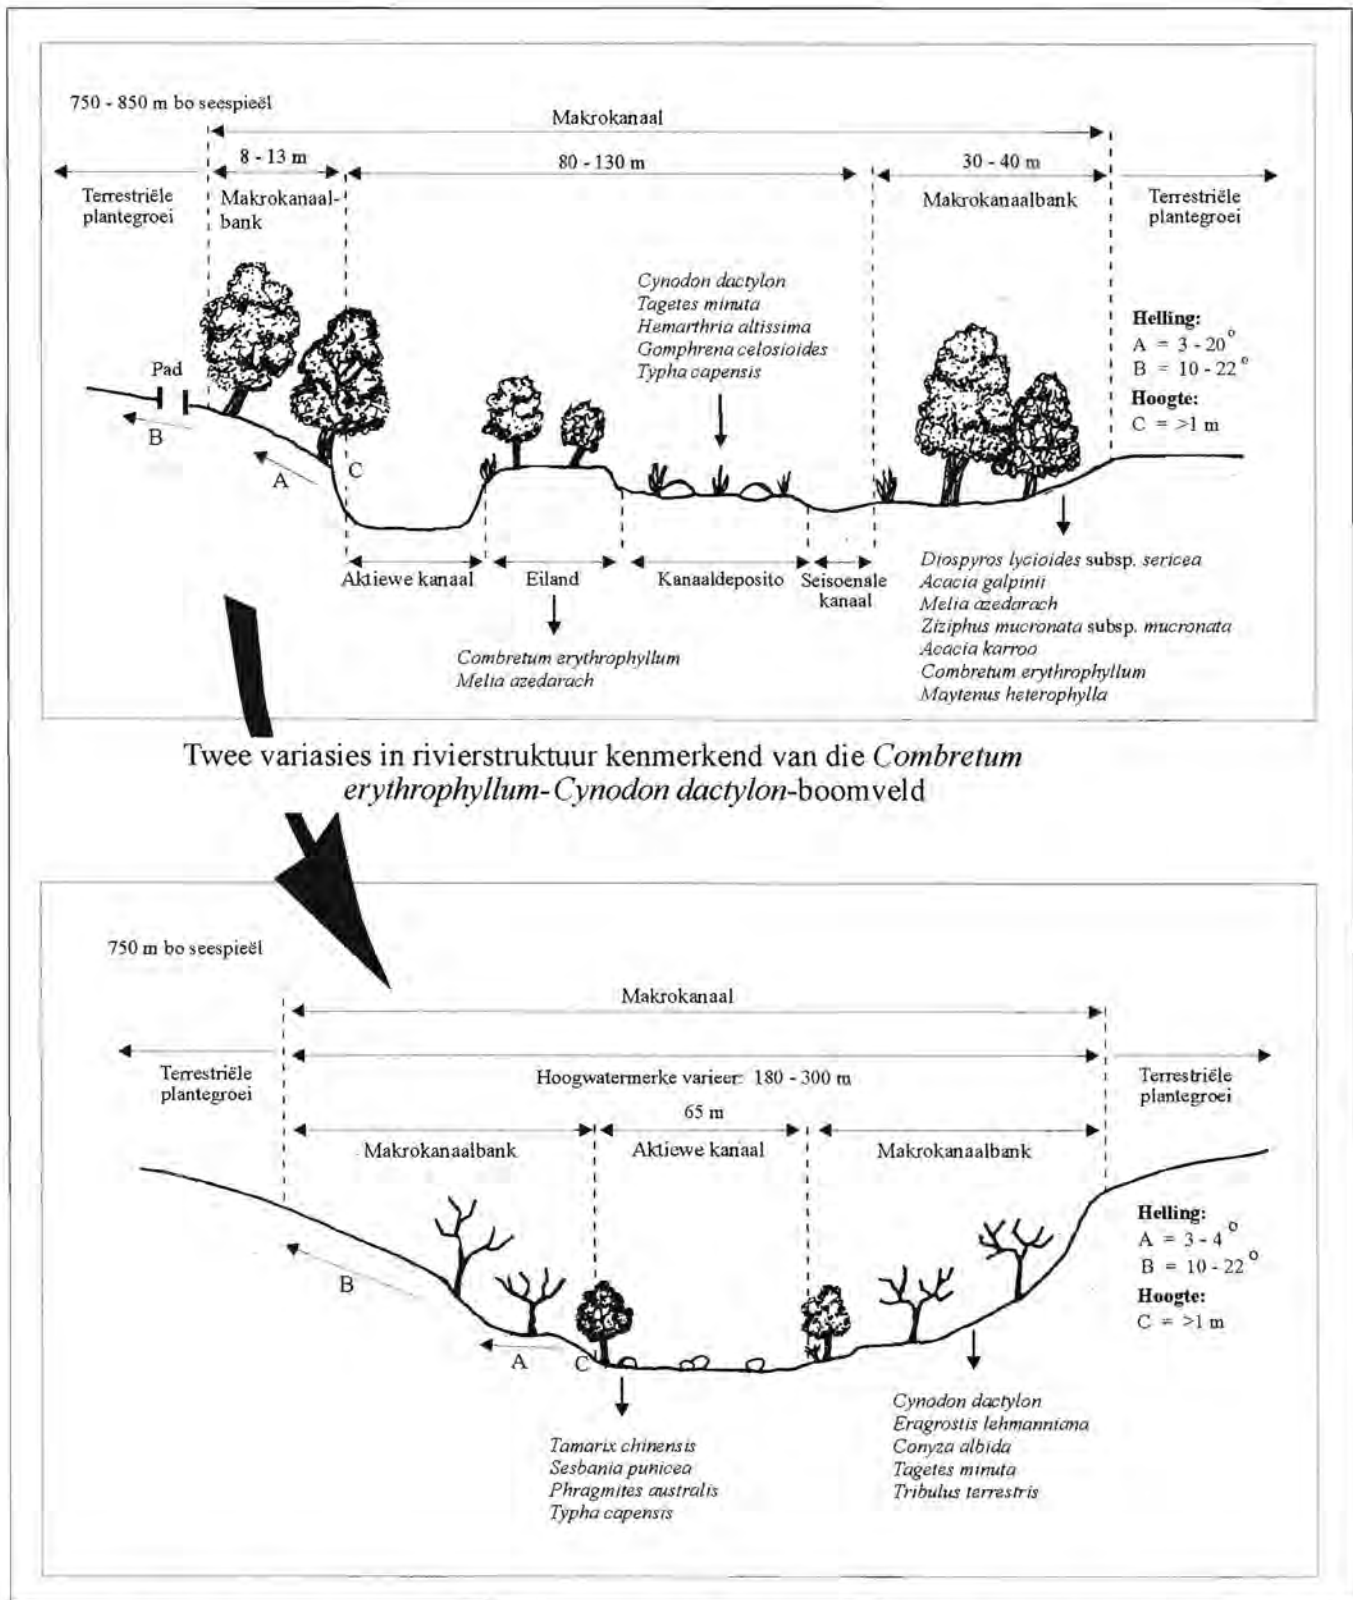 750 - 850 m bo seespieël
Makrokanaal
8 - 13 m
80 - 130 m
30 - 40 m
Terrestriële
plantegroei
Makrokanaal-
bank
Makrokanaalbank
Terrestriële
plantegroei
Cynodon dactylon
Tagetes minuta
Hemarthria altissima
Gomphrena celosioides
Typha capensis
Helling:
A = 3 - 20°
B = 10 - 22°
Hoogte:
C = >1 m
Pad
B
A
C
Aktiewe kanaal
Eiland
Kanaaldeposito
Seisoenale
kanaal
Combretum erythrophyllum
Melia azedarach
Diospyros lycioides subsp. sericea
Acacia galpinii
Melia azedarach
Ziziphus mucronata subsp. mucronata
Acacia karroo
Combretum erythrophyllum
Maytenus heterophylla
Twee variasies in rivierstruktuur kenmerkend van die Combretum
erythrophyllum-Cynodon dactylon-boomveld
750 m bo seespieël
Makrokanaal
Terrestriële
plantegroei
Hoogwatermerke varieer: 180 - 300 m
Terrestriële
plantegroei
65 m
Makrokanaalbank
Aktiewe kanaal
Makrokanaalbank
Helling:
A = 3 - 4°
B = 10 - 22°
Hoogte:
C = >1 m
B
A
C
Tamarix chinensis
Sesbania punicea
Phragmites australis
Typha capensis
Cynodon dactylon
Eragrostis lehmanniana
Conyza albida
Tagetes minuta
Tribulus terrestris